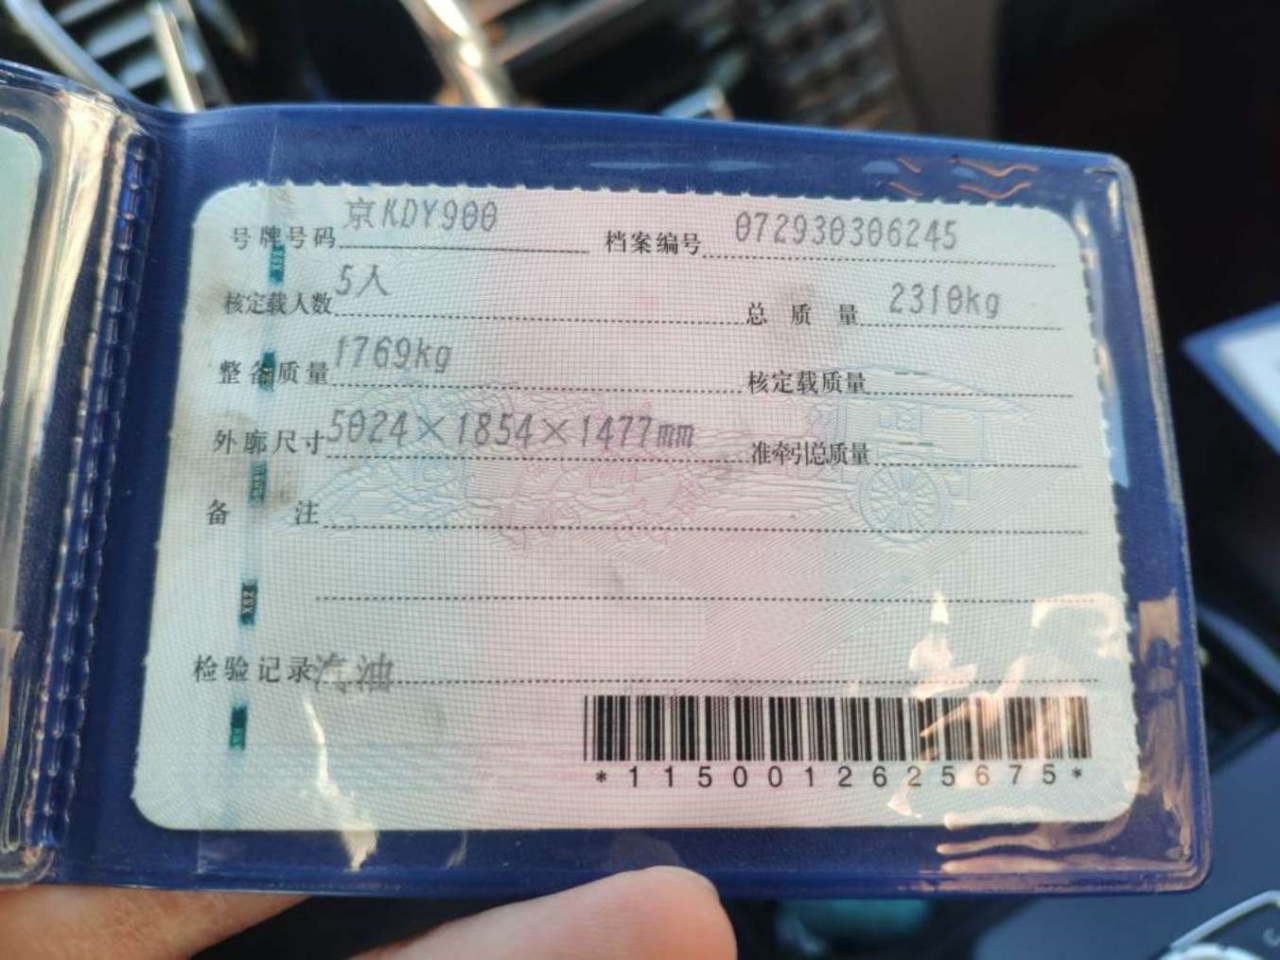 号牌号码 京KDY900 档案编号 072930306245
核定载人数 5人 总质量 2310kg
整备质量 1769kg 核定载质量
外廓尺寸 5024×1854×1477mm 准牵引总质量
备注
检验记录 汽油
*1150012625675*